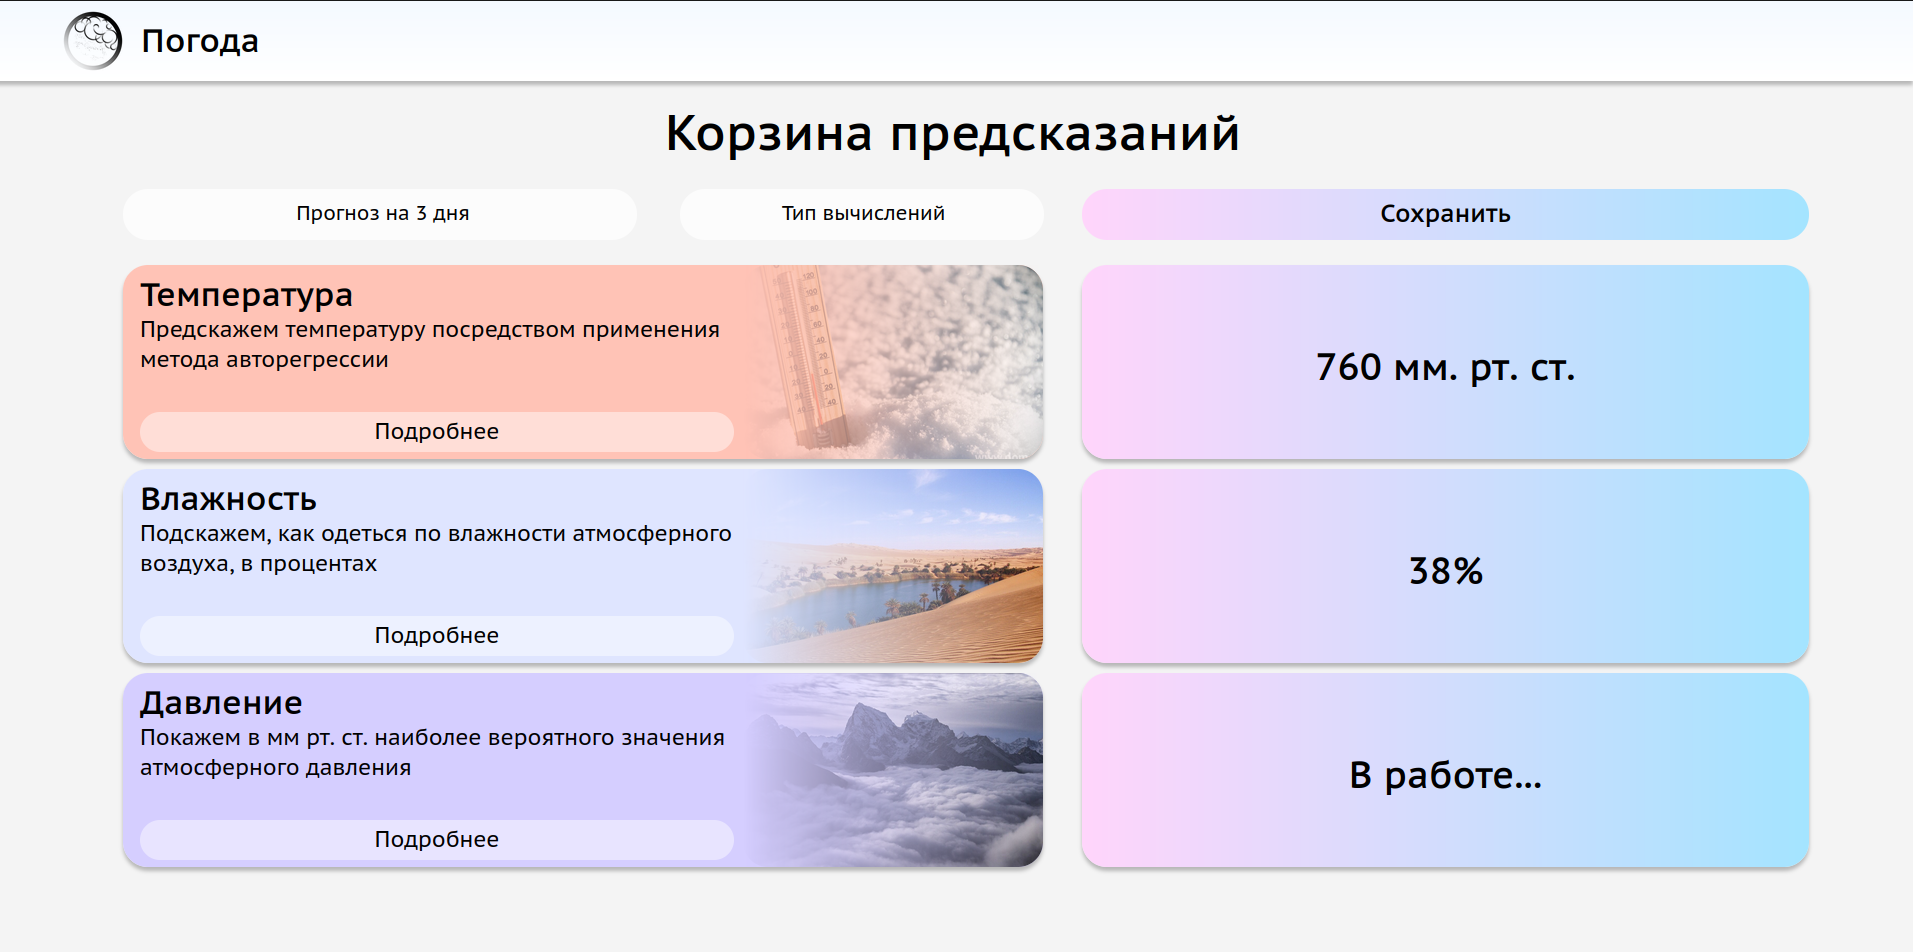 Погода
Корзина предсказаний
Прогноз на 3 дня
Тип вычислений
Сохранить
Температура
Предскажем температуру посредством применения
метода авторегрессии
Подробнее
760 мм. рт. ст.
Влажность
Подскажем, как одеться по влажности атмосферного
воздуха, в процентах
Подробнее
38%
Давление
Покажем в мм рт. ст. наиболее вероятного значения
атмосферного давления
Подробнее
В работе...